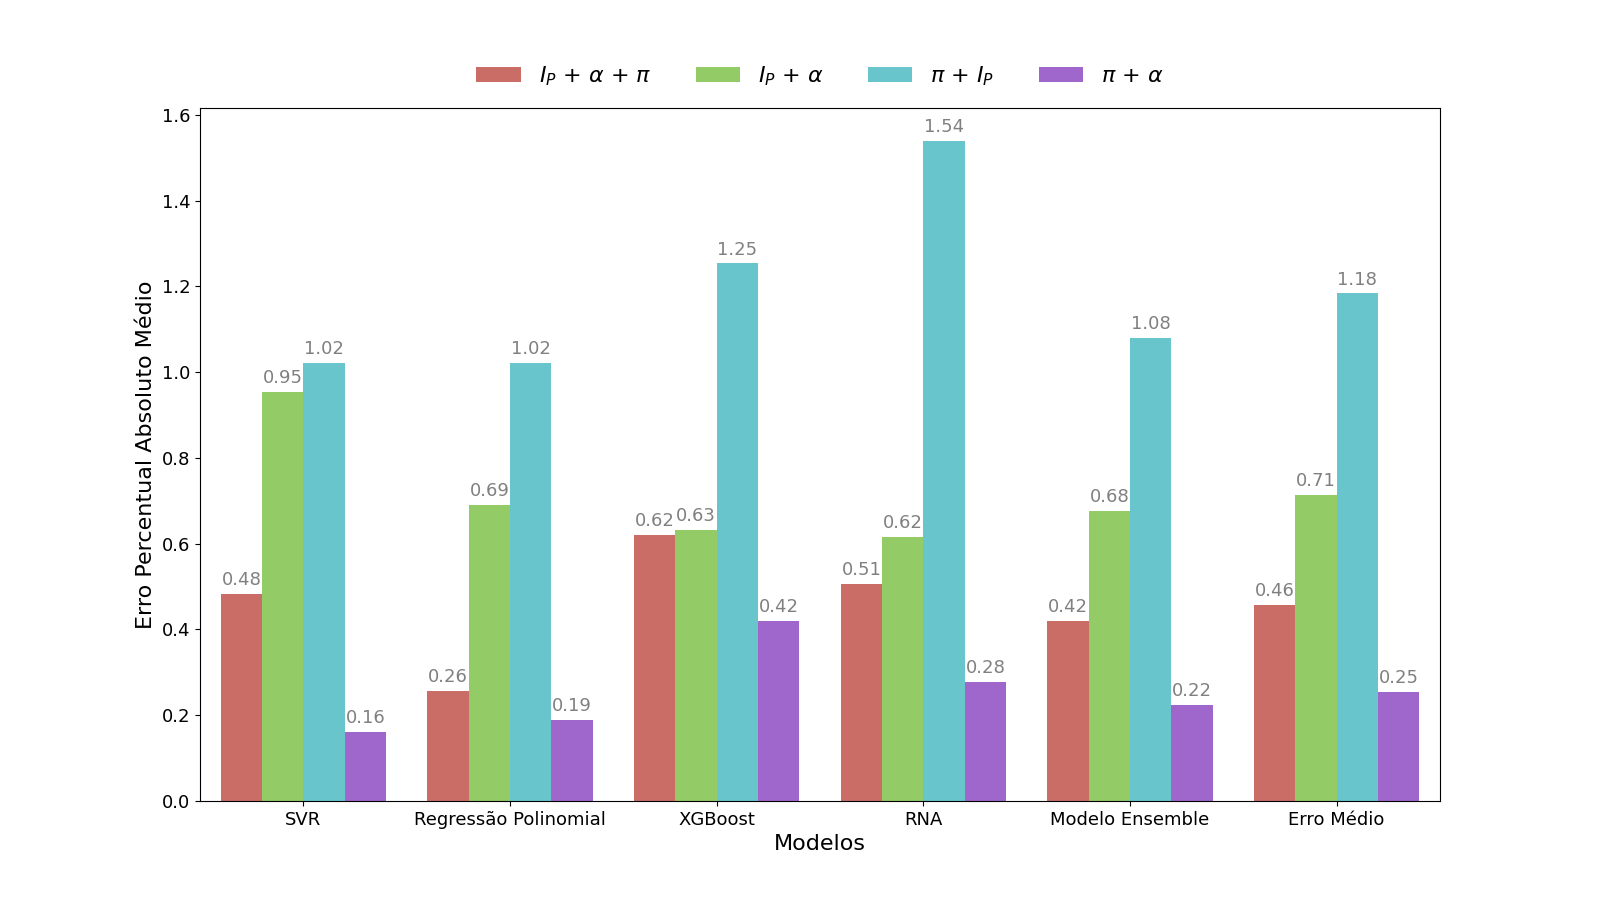 I_P + α + π   I_P + α   π + I_P   π + α
Erro Percentual Absoluto Médio
1.6
1.4
1.2
1.0
0.8
0.6
0.4
0.2
0.0
0.48 0.95 1.02 0.16
0.26 0.69 1.02 0.19
0.62 0.63 1.25 0.42
0.51 0.62 1.54 0.28
0.42 0.68 1.08 0.22
0.46 0.71 1.18 0.25
SVR Regressão Polinomial XGBoost RNA Modelo Ensemble Erro Médio
Modelos